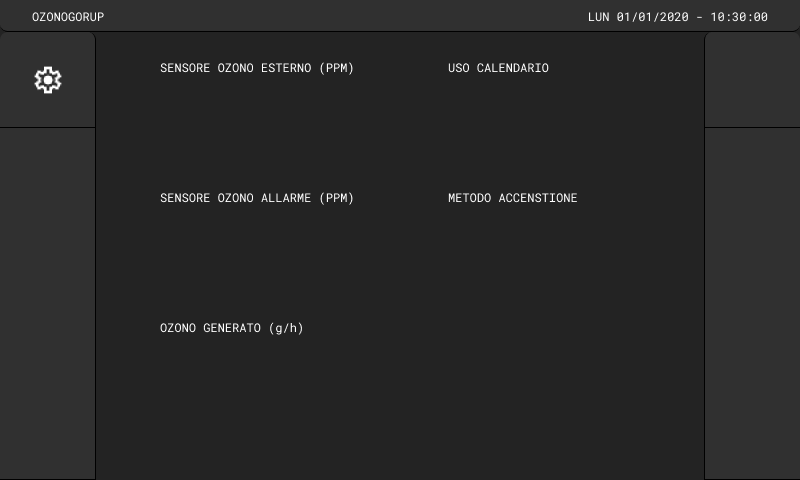 OZONOGORUP
LUN 01/01/2020 - 10:30:00
SENSORE OZONO ESTERNO (PPM)
USO CALENDARIO
SENSORE OZONO ALLARME (PPM)
METODO ACCENSTIONE
OZONO GENERATO (g/h)